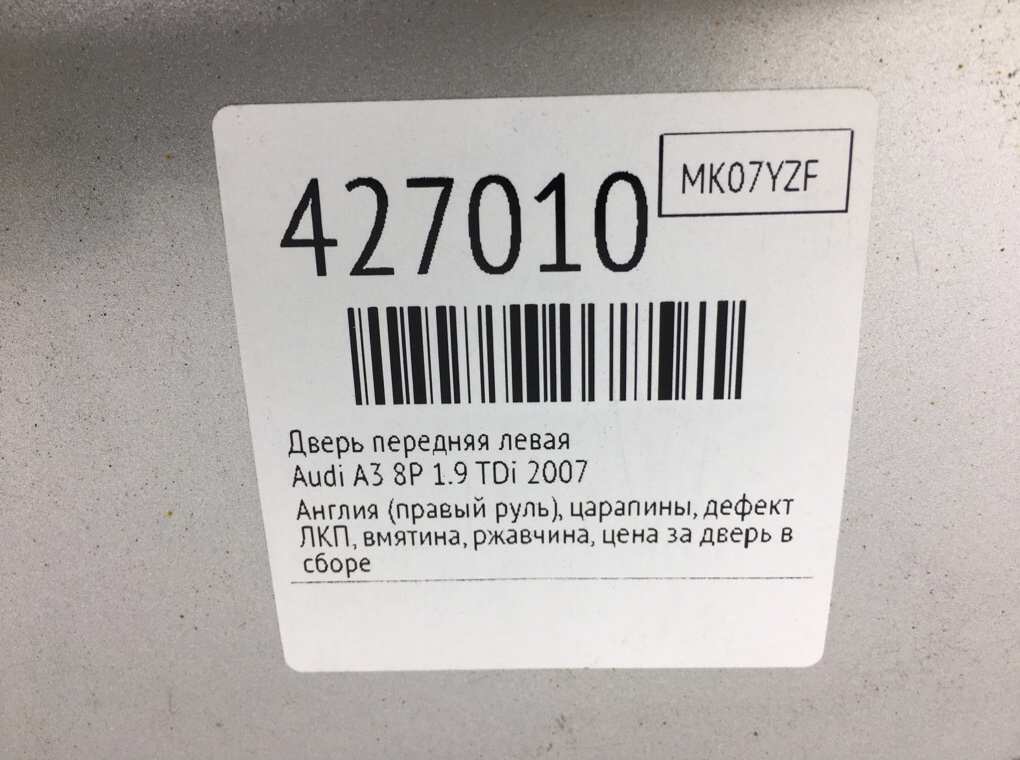 427010
MK07YZF
Дверь передняя левая
Audi A3 8P 1.9 TDi 2007
Англия (правый руль), царапины, дефект
ЛКП, вмятина, ржавчина, цена за дверь в
сборе